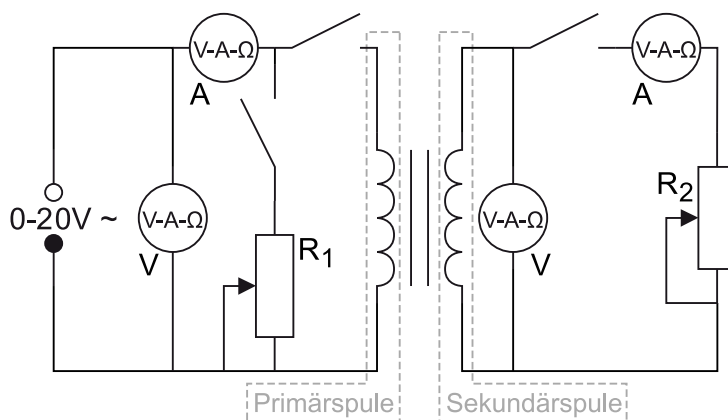 V-A-Ω
A
V-A-Ω
A
0-20V ~
V-A-Ω
V
R1
V-A-Ω
V
R2
Primärspule
Sekundärspule